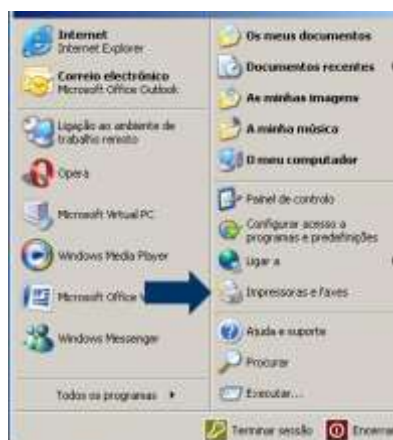 Internet
Internet Explorer
Correio electrónico
Microsoft Office Outlook
Ligação ao ambiente de
trabalho remoto
Opera
Microsoft Virtual PC
Windows Media Player
Microsoft Office
Windows Messenger
Todos os programas
Os meus documentos
Documentos recentes
As minhas imagens
A minha música
O meu computador
Painel de controlo
Configurar acesso a
programas e predefinições
Ligar a
Impressoras e faxes
Ajuda e suporte
Procurar
Executar...
Terminar sessão
Encerra